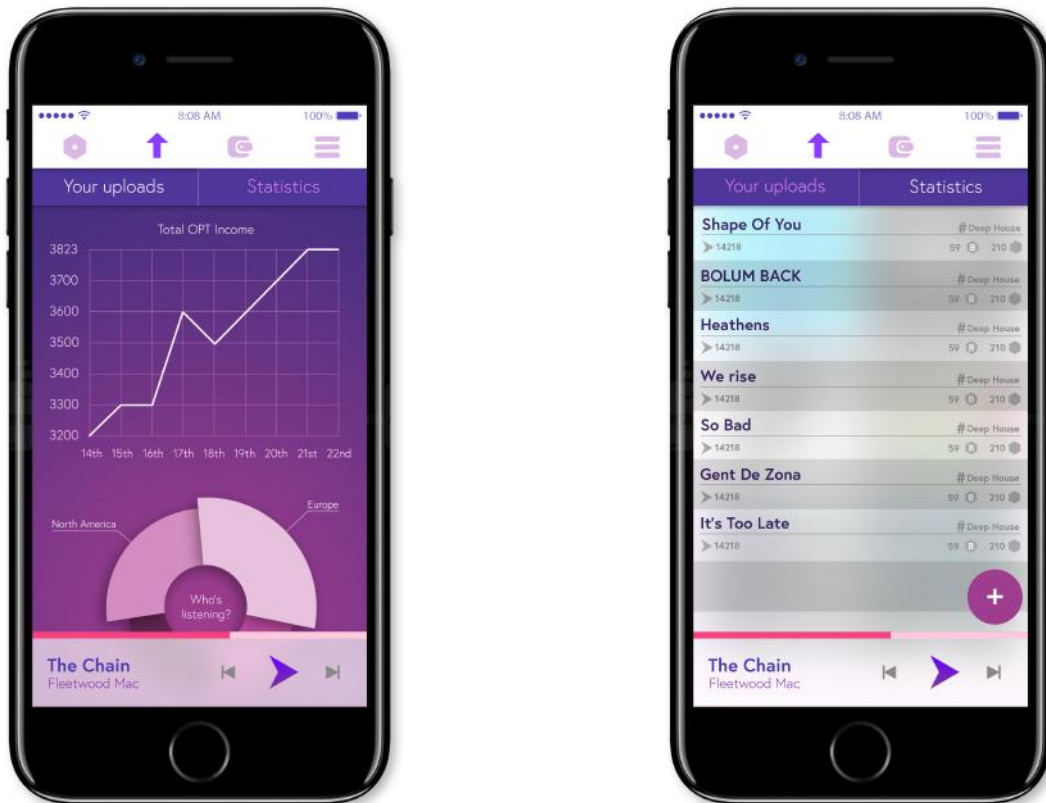 8:08 AM 100%
Your uploads Statistics
Total OPT Income
3823
3700
3600
3500
3400
3300
3200
14th 15th 16th 17th 18th 19th 20th 21st 22nd
Europe
North America
Who's
listening?
The Chain
Fleetwood Mac
8:08 AM 100%
Your uploads Statistics
Shape Of You #Deep House
14218 59 B 210
BOLUM BACK #Deep House
14218 59 B 210
Heathens #Deep House
14218 59 B 210
We rise #Deep House
14218 59 B 210
So Bad #Deep House
14218 59 B 210
Gent De Zona #Deep House
14218 59 B 210
It's Too Late #Deep House
14218 59 B 210
+
The Chain
Fleetwood Mac